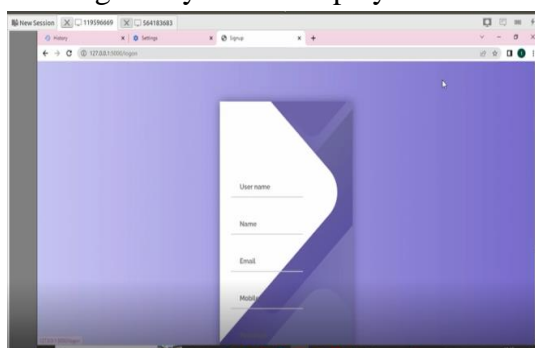 New Session 119596669 564183683
History Settings Signup
127.0.0.1:5000/logon
User name
Name
Email
Mobile